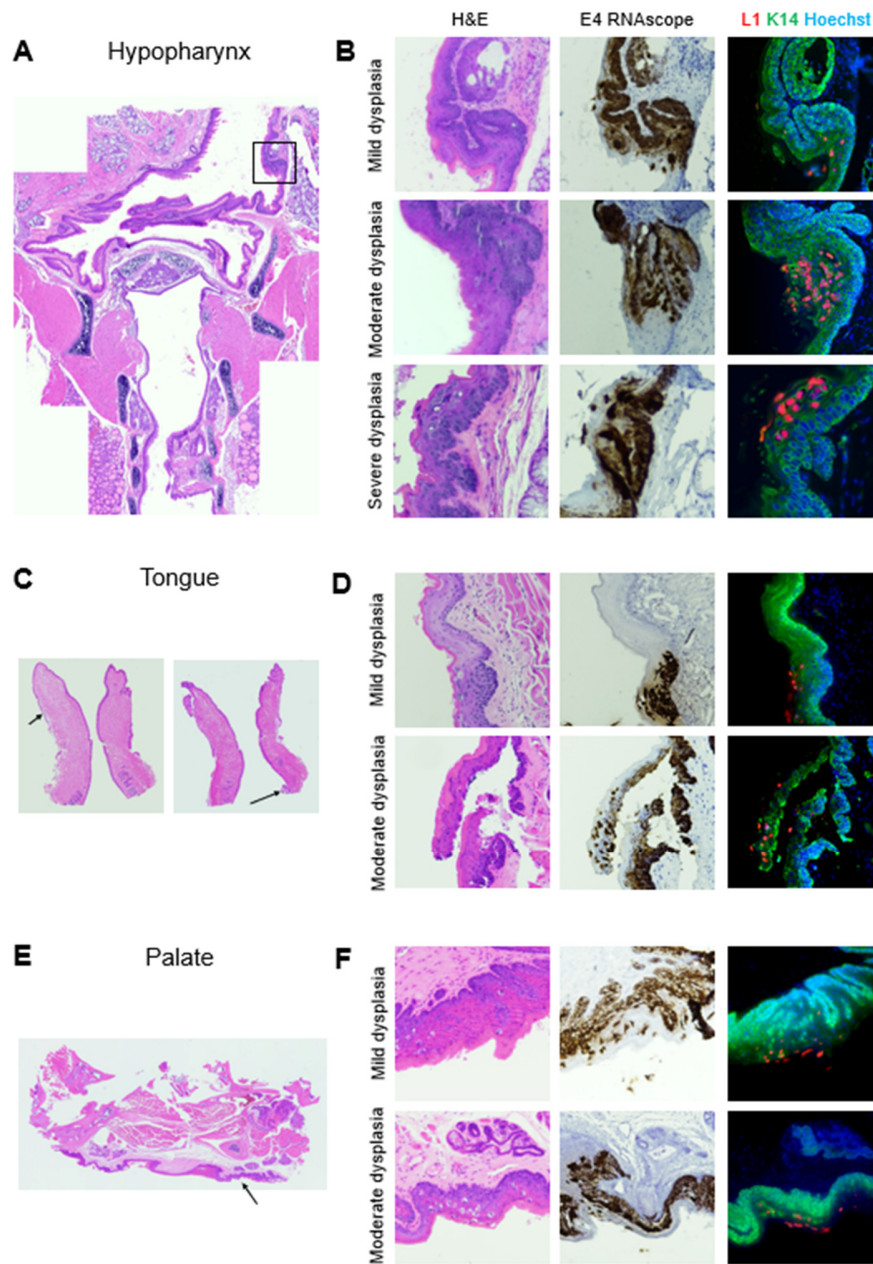 H&E
E4 RNAscope
L1 K14 Hoechst
A
Hypopharynx
B
Mild dysplasia
Moderate dysplasia
Severe dysplasia
C
Tongue
D
Mild dysplasia
Moderate dysplasia
E
Palate
F
Mild dysplasia
Moderate dysplasia